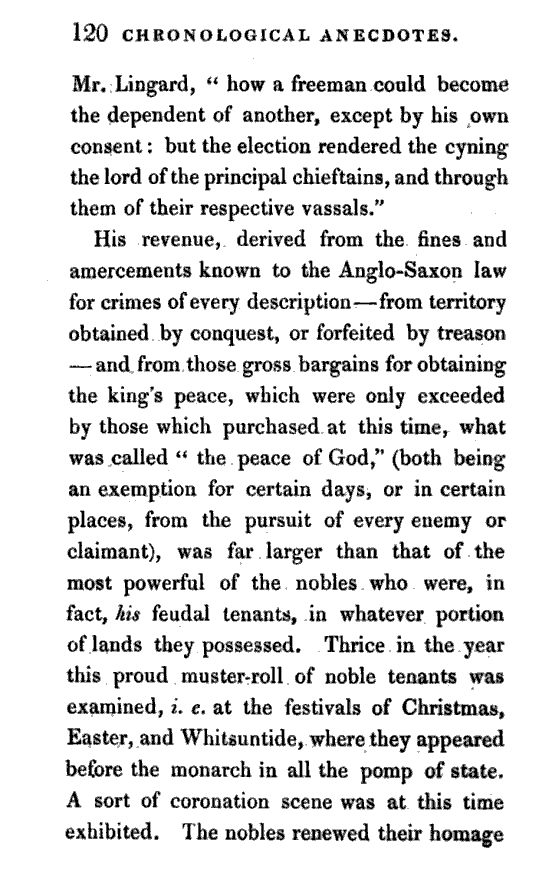 120 CHRONOLOGICAL ANECDOTES.
Mr. Lingard, “ how a freeman could become
the dependent of another, except by his own
consent : but the election rendered the cyning
the lord of the principal chieftains, and through
them of their respective vassals.”
His revenue, derived from the fines and
amercements known to the Anglo-Saxon law
for crimes of every description—from territory
obtained by conquest, or forfeited by treason
—and from those gross bargains for obtaining
the king's peace, which were only exceeded
by those which purchased at this time, what
was called “ the peace of God,” (both being
an exemption for certain days, or in certain
places, from the pursuit of every enemy or
claimant), was far larger than that of the
most powerful of the nobles who were, in
fact, his feudal tenants, in whatever portion
of lands they possessed. Thrice in the year
this proud muster-roll of noble tenants was
examined, i. e. at the festivals of Christmas,
Easter, and Whitsuntide, where they appeared
before the monarch in all the pomp of state.
A sort of coronation scene was at this time
exhibited. The nobles renewed their homage